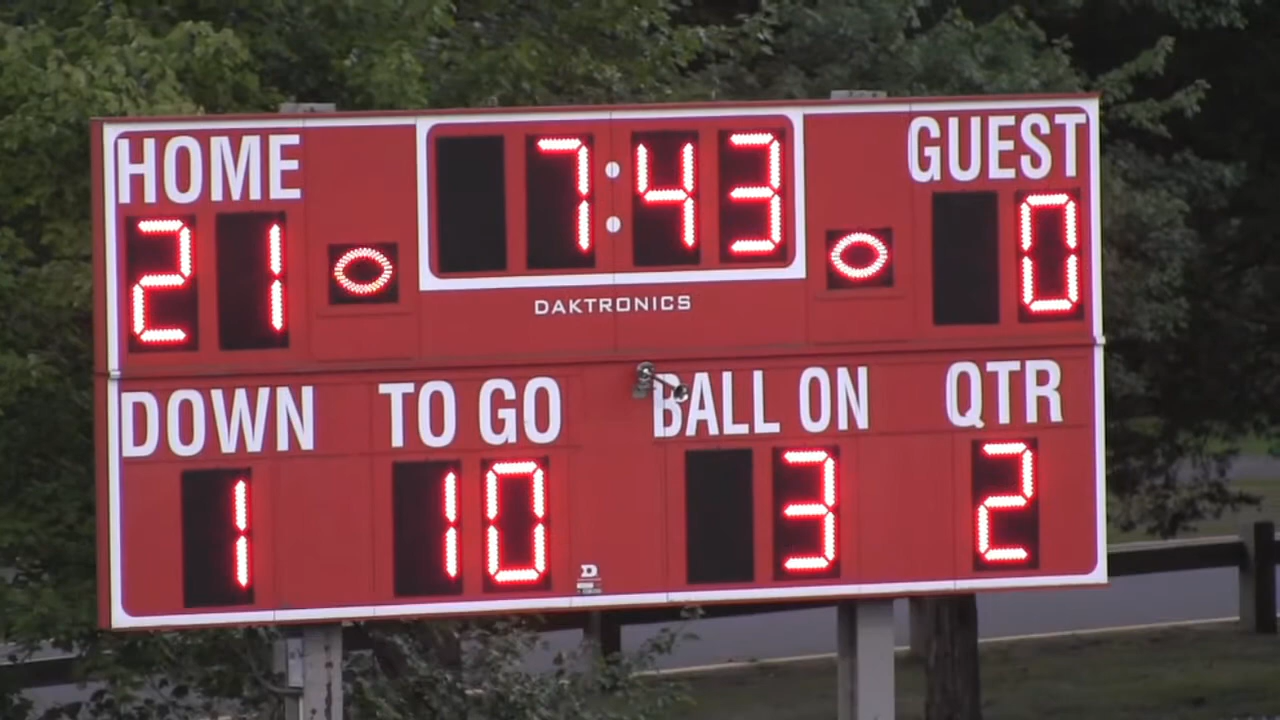 HOME 7:43 GUEST
21 0
DAKTRONICS
DOWN TO GO BALL ON QTR
1 10 3 2
D